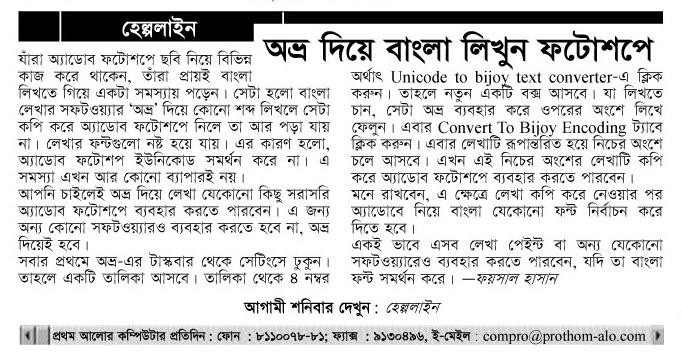 হেল্পলাইন
অভ্র দিয়ে বাংলা লিখুন ফটোশপে
যাঁরা অ্যাডোব ফটোশপে ছবি নিয়ে বিভিন্ন
কাজ করে থাকেন, তাঁরা প্রায়ই বাংলা
লিখতে গিয়ে একটা সমস্যায় পড়েন। সেটা হলো বাংলা
লেখার সফটওয়্যার ‘অভ্র’ দিয়ে কোনো শব্দ লিখলে সেটা
কপি করে অ্যাডোব ফটোশপে নিলে তা আর পড়া যায়
না। লেখার ফন্টগুলো নষ্ট হয়ে যায়। এর কারণ হলো,
অ্যাডোব ফটোশপ ইউনিকোড সমর্থন করে না। এ
সমস্যা এখন আর কোনো ব্যাপারই নয়।
আপনি চাইলেই অভ্র দিয়ে লেখা যেকোনো কিছু সরাসরি
অ্যাডোব ফটোশপে ব্যবহার করতে পারবেন। এ জন্য
অন্য কোনো সফটওয়্যারও ব্যবহার করতে হবে না, অভ্র
দিয়েই হবে।
সবার প্রথমে অভ্র-এর টাস্কবার থেকে সেটিংসে ঢুকুন।
তাহলে একটি তালিকা আসবে। তালিকা থেকে ৪ নম্বর
অর্থাৎ Unicode to bijoy text converter-এ ক্লিক
করুন। তাহলে নতুন একটি বক্স আসবে। যা লিখতে
চান, সেটা অভ্র ব্যবহার করে ওপরের অংশে লিখে
ফেলুন। এবার Convert To Bijoy Encoding ট্যাবে
ক্লিক করুন। এবার লেখাটি রূপান্তরিত হয়ে নিচের অংশে
চলে আসবে। এখন এই নিচের অংশের লেখাটি কপি
করে অ্যাডোব ফটোশপে ব্যবহার করতে পারবেন।
মনে রাখবেন, এ ক্ষেত্রে লেখা কপি করে নেওয়ার পর
অ্যাডোবে নিয়ে বাংলা যেকোনো ফন্ট নির্বাচন করে
দিতে হবে।
একই ভাবে এসব লেখা পেইন্ট বা অন্য যেকোনো
সফটওয়্যারেও ব্যবহার করতে পারবেন, যদি তা বাংলা
ফন্ট সমর্থন করে। —ফয়সাল হাসান
আগামী শনিবার দেখুন : হেল্পলাইন
প্রথম আলোর কম্পিউটার প্রতিদিন : ফোন : ৮১১০০৭৮-৮১; ফ্যাক্স : ৯১৩০৪৯৬, ই-মেইল : compro@prothom-alo.com